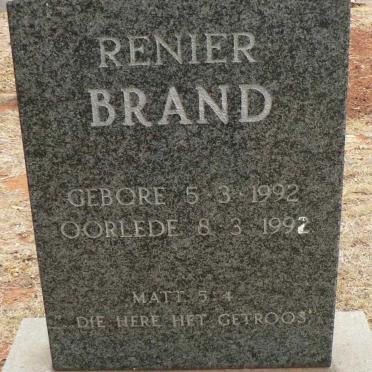 RENIER
BRAND
GEBORE 5·3·1992
OORLEDE 8·3·1992
MATT. 5:4
"DIE HERE HET GETROOS"